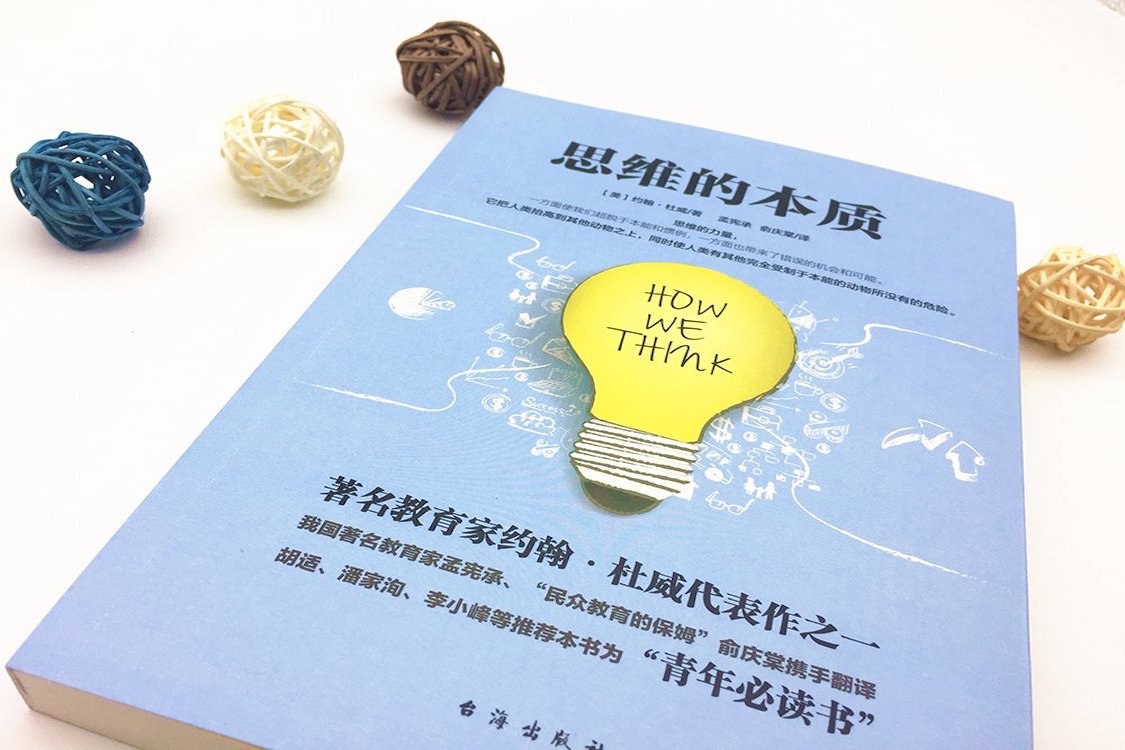 思维的本质
[美]约翰·杜威/著 孟宪承 俞庆棠/译
思维的力量，
一方面使我们超脱于本能和惯例，一方面也带来了错误的机会和可能。
它把人类抬高到其他动物之上，同时使人类有其他完全受制于本能的动物所没有的危险。
HOW
WE
THINK
Success?
著名教育家约翰·杜威代表作之一
我国著名教育家孟宪承、“民众教育的保姆”俞庆棠携手翻译
胡适、潘家洵、李小峰等推荐本书为“青年必读书”
台海出版社